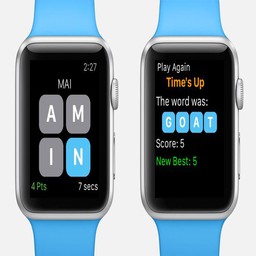 2:27
MAI
A M
I N
4 Pts 7 secs
Play Again
Time's Up
The word was:
GOAT
Score: 5
New Best: 5